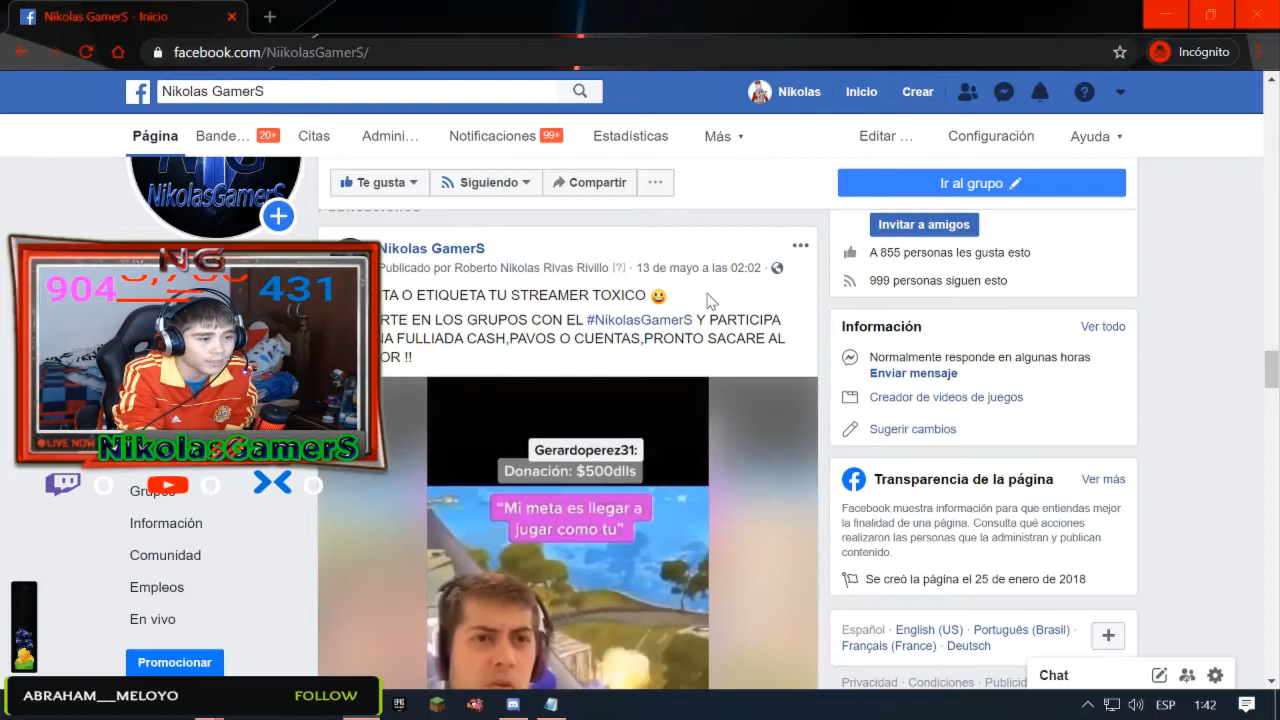 Nikolas GamerS - Inicio
facebook.com/NiikolasGamerS/
Incógnito
Nikolas GamerS
Nikolas
Inicio
Crear
Página
Bande...
20+
Citas
Admini...
Notificaciones
99+
Estadísticas
Más
Editar ...
Configuración
Ayuda
NG
NikolasGamerS
Te gusta
Siguiendo
Compartir
...
Ir al grupo
Invitar a amigos
A 855 personas les gusta esto
999 personas siguen esto
Nikolas GamerS
Publicado por Roberto Nikolas Rivas Rivillo [?] · 13 de mayo a las 02:02 ·
TA O ETIQUETA TU STREAMER TOXICO
RTE EN LOS GRUPOS CON EL #NikolasGamerS Y PARTICIPA
NA FULLIADA CASH,PAVOS O CUENTAS,PRONTO SACARE AL
OR !!
Gerardoperez31:
Donación: $500dlls
"Mi meta es llegar a
jugar como tu"
NG
904
431
LIVE NOW
NikolasGamerS
0
0
0
Grupos
Información
Comunidad
Empleos
En vivo
Promocionar
ABRAHAM__MELOYO
FOLLOW
Información
Ver todo
Normalmente responde en algunas horas
Enviar mensaje
Creador de videos de juegos
Sugerir cambios
Transparencia de la página
Ver más
Facebook muestra información para que entiendas mejor
la finalidad de una página. Consulta qué acciones
realizaron las personas que la administran y publican
contenido.
Se creó la página el 25 de enero de 2018
Español · English (US) · Português (Brasil) ·
Français (France) · Deutsch
Privacidad · Condiciones · Publicid
Chat
ESP
1:42